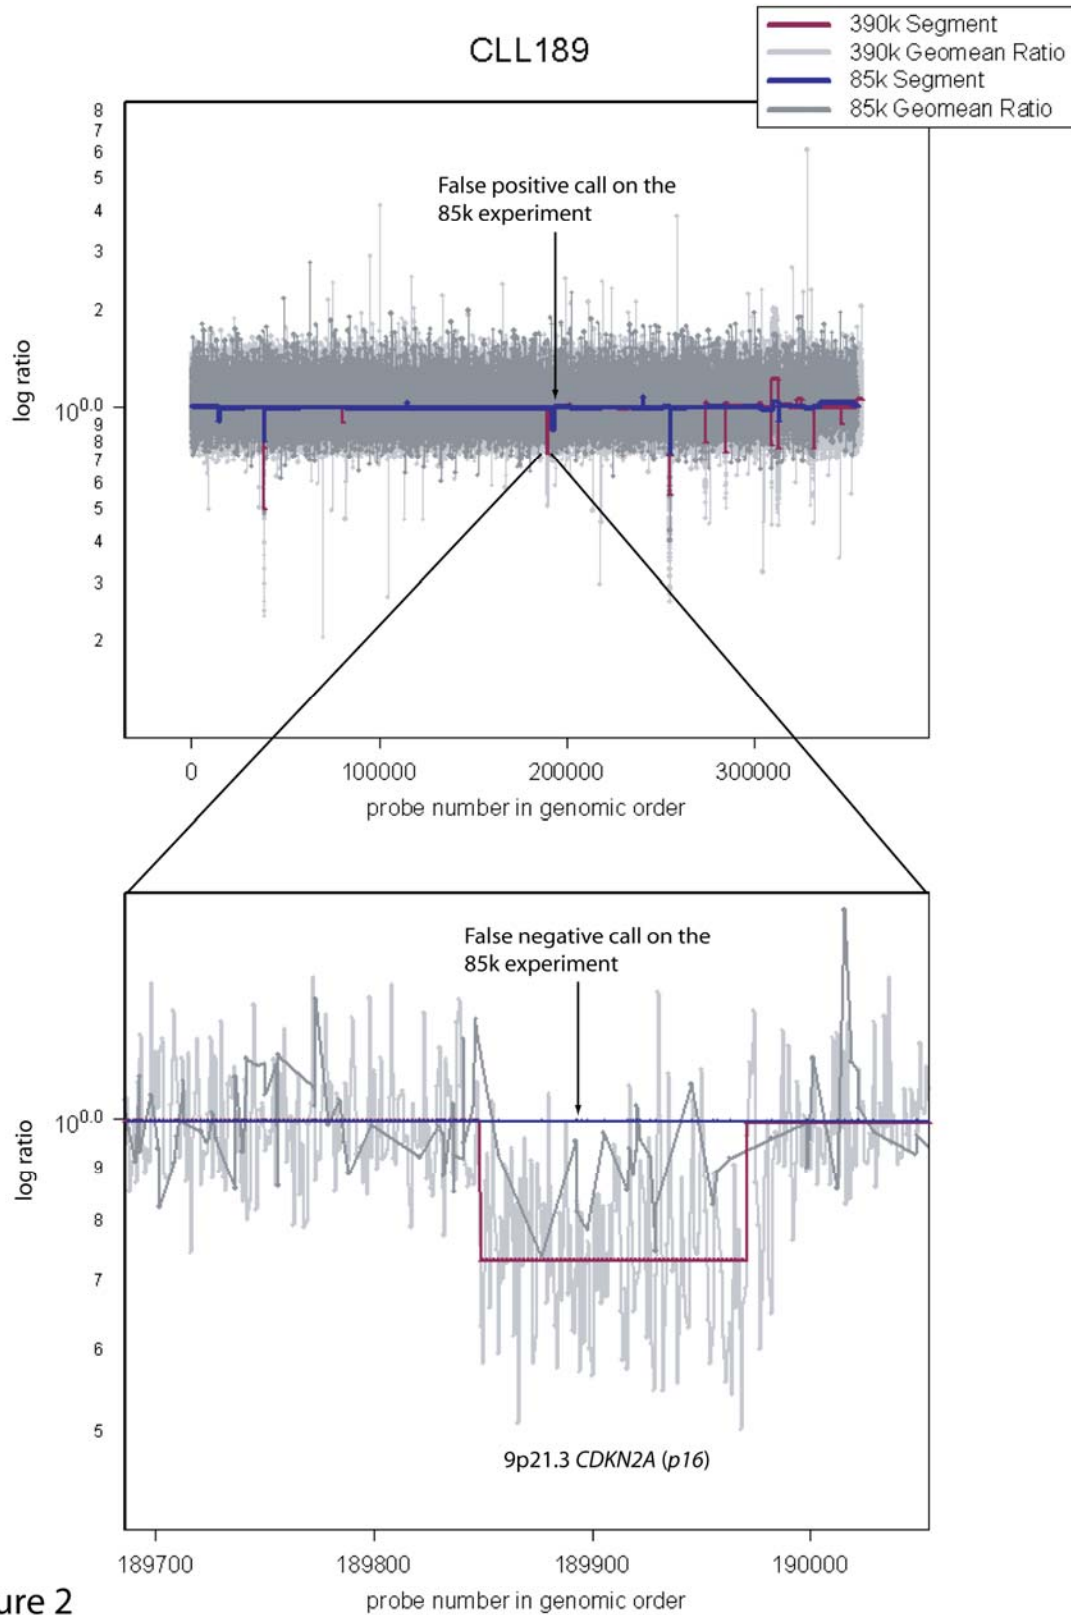 CLL189
390k Segment
390k Geomean Ratio
85k Segment
85k Geomean Ratio
8
7
6
5
4
3
2
10^0.0
9
8
7
6
5
4
3
2
log ratio
False positive call on the
85k experiment
0 100000 200000 300000
probe number in genomic order
False negative call on the
85k experiment
10^0.0
9
8
7
6
5
log ratio
9p21.3 CDKN2A (p16)
189700 189800 189900 190000
probe number in genomic order
ure 2